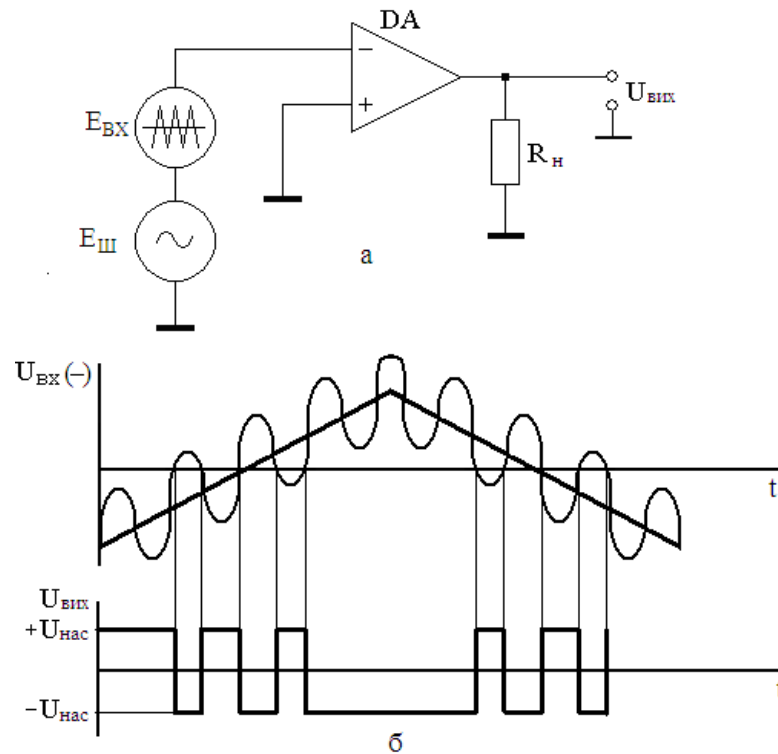 DA
−
+
E ВХ
U вих
R н
E Ш
а
U вх (−)
t
U вих
+U нас
t
−U нас
б